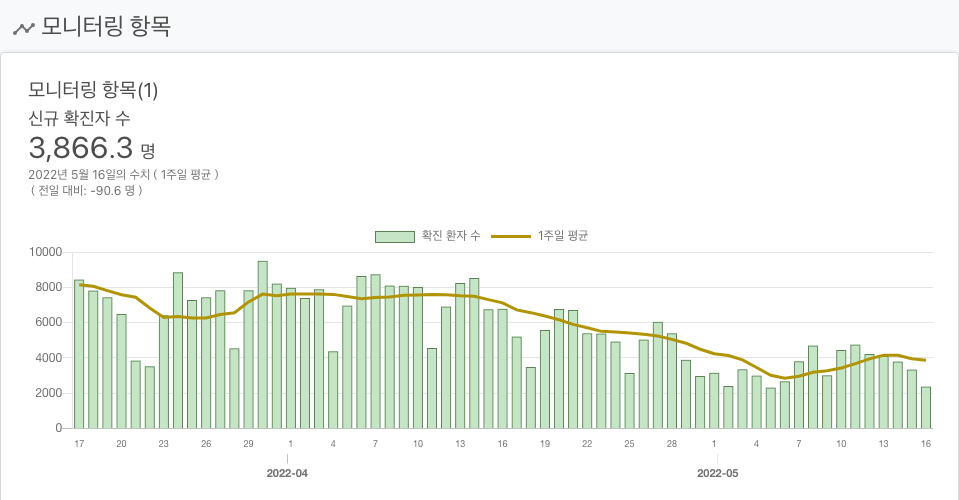 모니터링 항목
모니터링 항목(1)
신규 확진자 수
3,866.3 명
2022년 5월 16일의 수치 ( 1주일 평균 )
( 전일 대비: -90.6 명 )
확진 환자 수 1주일 평균
10000
8000
6000
4000
2000
0
17 20 23 26 29 1 4 7 10 13 16 19 22 25 28 1 4 7 10 13 16
2022-04 2022-05